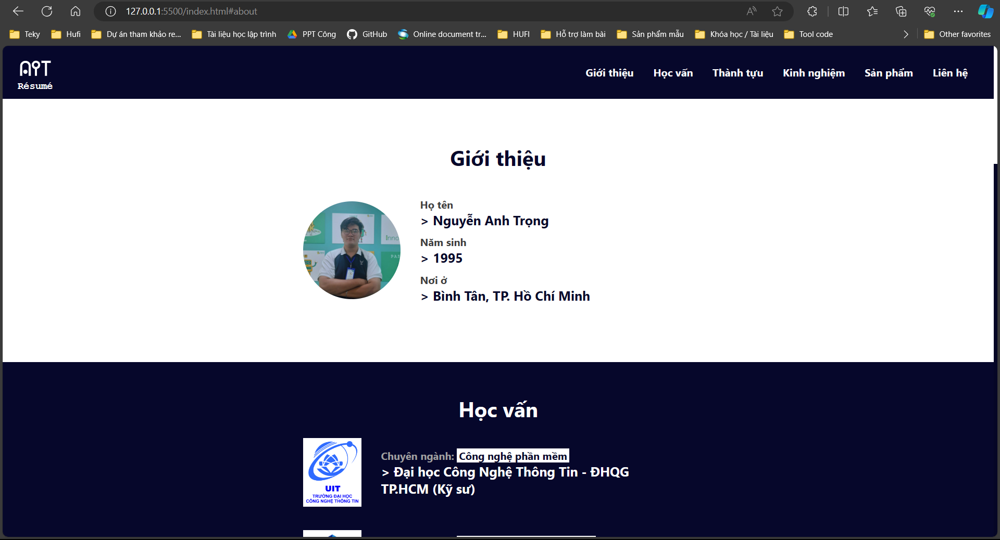 127.0.0.1:5500/index.html#about
Teky Hufi Dự án tham khảo re... Tài liệu học lập trình PPT Công GitHub Online document tr... HUFI Hỗ trợ làm bài Sản phẩm mẫu Khóa học / Tài liệu Tool code Other favorites
AiT
Résumé
Giới thiệu Học vấn Thành tựu Kinh nghiệm Sản phẩm Liên hệ
Giới thiệu
Họ tên
> Nguyễn Anh Trọng
Năm sinh
> 1995
Nơi ở
> Bình Tân, TP. Hồ Chí Minh
Học vấn
UIT
TRƯỜNG ĐẠI HỌC
CÔNG NGHỆ THÔNG TIN
Chuyên ngành: Công nghệ phần mềm
> Đại học Công Nghệ Thông Tin - ĐHQG
TP.HCM (Kỹ sư)